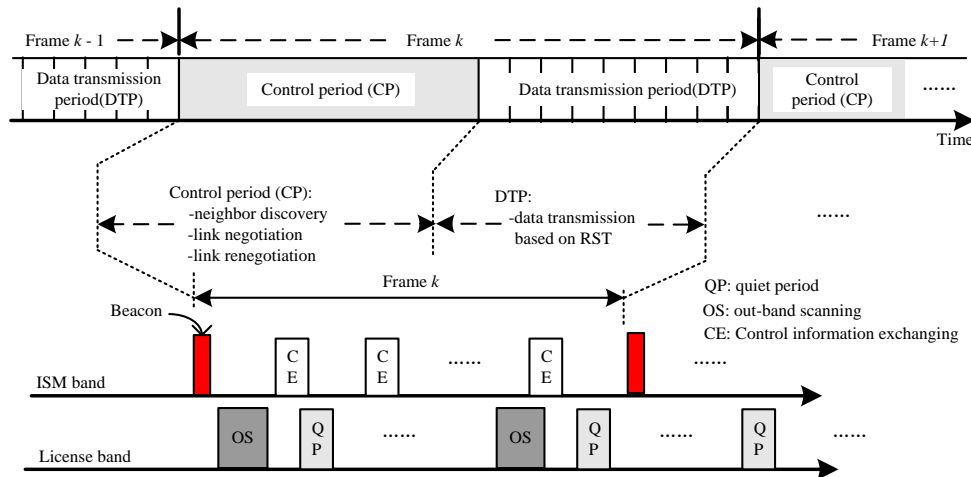 Frame k - 1
Frame k
Frame k+1
Data transmission
period(DTP)
Control period (CP)
Data transmission period(DTP)
Control
period (CP)
......
Time
Control period (CP):
-neighbor discovery
-link negotiation
-link renegotiation
DTP:
-data transmission
based on RST
......
Frame k
QP: quiet period
OS: out-band scanning
CE: Control information exchanging
Beacon
C
E
C
E
......
C
E
......
ISM band
OS
Q
P
......
OS
Q
P
......
Q
P
......
License band